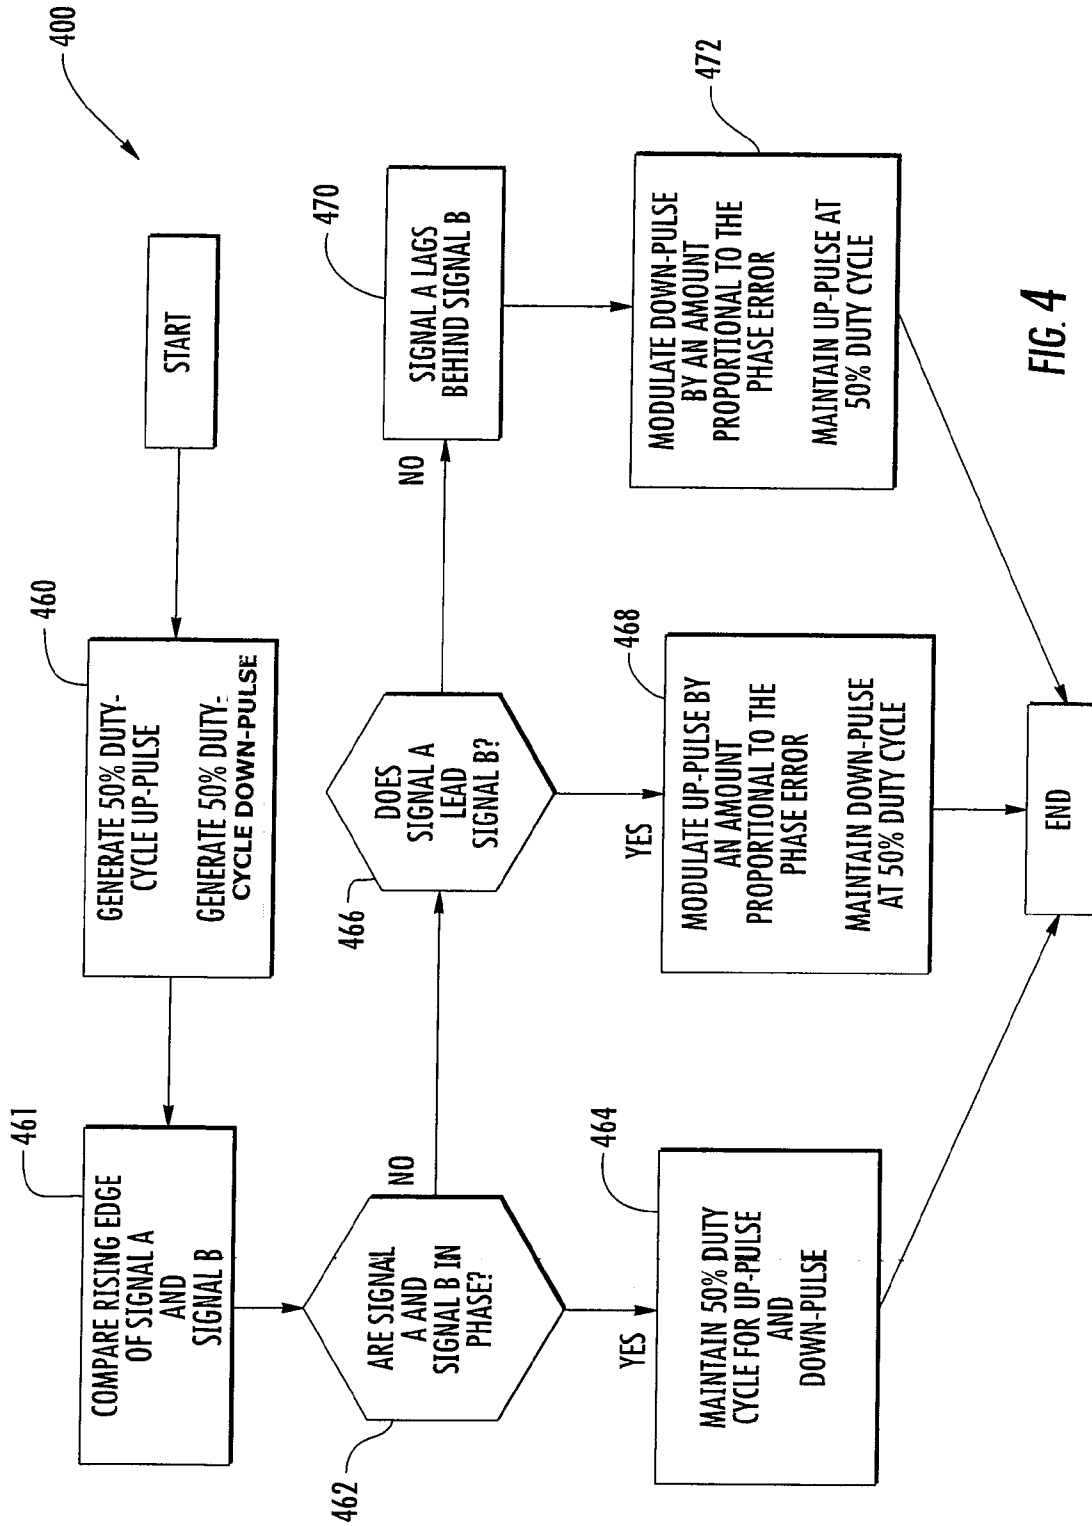 400
START
460
GENERATE 50% DUTY-
CYCLE UP-PULSE
GENERATE 50% DUTY-
CYCLE DOWN-PULSE
461
COMPARE RISING EDGE
OF SIGNAL A
AND
SIGNAL B
462
ARE SIGNAL
A AND
SIGNAL B IN
PHASE?
NO
YES
466
DOES
SIGNAL A
LEAD
SIGNAL B?
NO
YES
470
SIGNAL A LAGS
BEHIND SIGNAL B
464
MAINTAIN 50% DUTY
CYCLE FOR UP-PULSE
AND
DOWN-PULSE
468
MODULATE UP-PULSE BY
AN AMOUNT
PROPORTIONAL TO THE
PHASE ERROR
MAINTAIN DOWN-PULSE
AT 50% DUTY CYCLE
472
MODULATE DOWN-PULSE
BY AN AMOUNT
PROPORTIONAL TO THE
PHASE ERROR
MAINTAIN UP-PULSE AT
50% DUTY CYCLE
END
FIG. 4